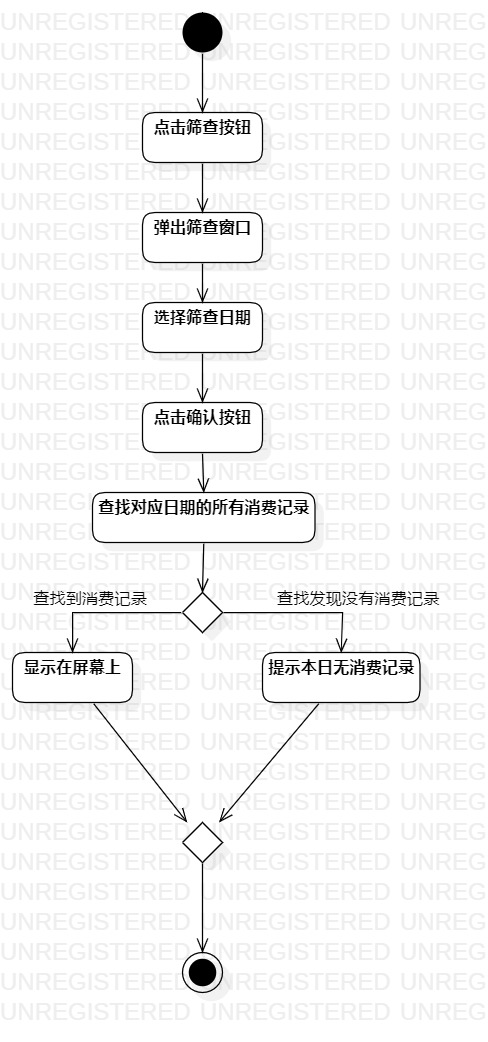 点击筛查按钮
弹出筛查窗口
选择筛查日期
点击确认按钮
查找对应日期的所有消费记录
查找到消费记录
查找发现没有消费记录
显示在屏幕上
提示本日无消费记录
UNREGISTERED